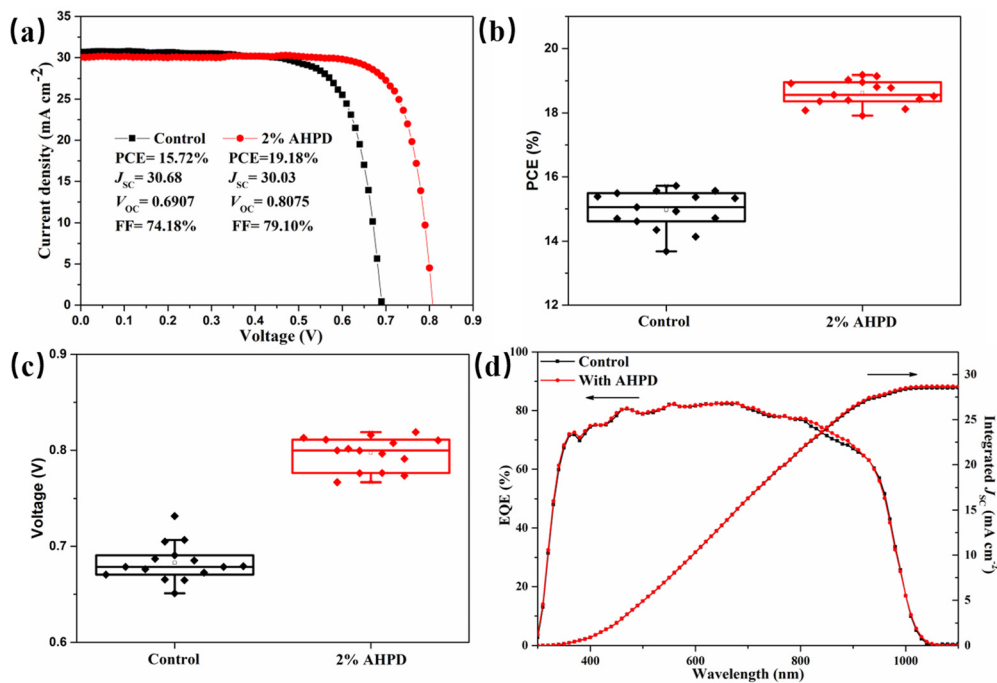 (a)
35
30
25
20
15
10
5
0
Current density (mA cm⁻²)
Control 2% AHPD
PCE= 15.72% PCE=19.18%
JSC = 30.68 JSC = 30.03
VOC = 0.6907 VOC = 0.8075
FF= 74.18% FF= 79.10%
0.0 0.1 0.2 0.3 0.4 0.5 0.6 0.7 0.8 0.9
Voltage (V)
(b)
20
18
16
14
12
PCE (%)
Control 2% AHPD
(c)
0.9
0.8
0.7
0.6
Voltage (V)
Control 2% AHPD
(d)
Control
With AHPD
100
80
60
40
20
0
EQE (%)
400 600 800 1000
Wavelength (nm)
30
25
20
15
10
5
0
Integrated JSC (mA cm⁻²)